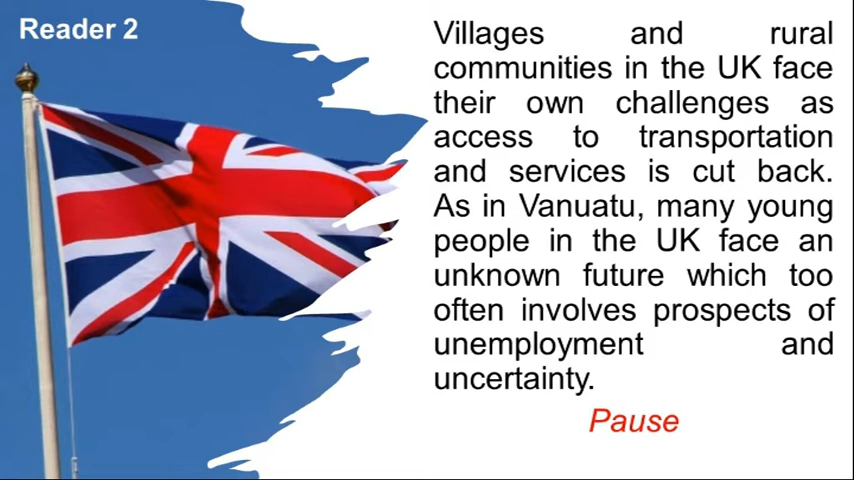 Reader 2
Villages and rural
communities in the UK face
their own challenges as
access to transportation
and services is cut back.
As in Vanuatu, many young
people in the UK face an
unknown future which too
often involves prospects of
unemployment and
uncertainty.
Pause